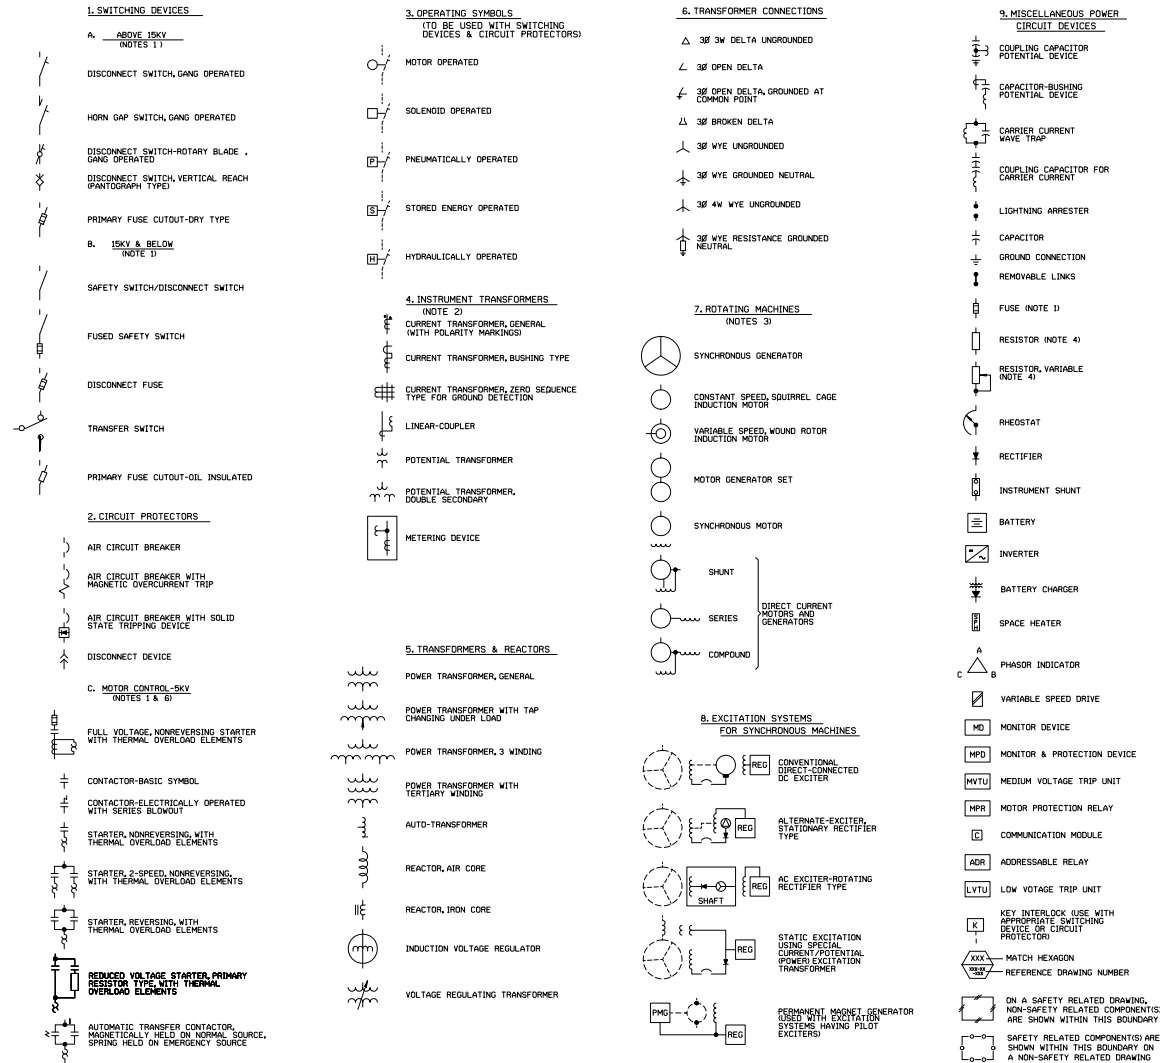 1. SWITCHING DEVICES
A. ABOVE 15KV
(NOTES 1 )
DISCONNECT SWITCH, GANG OPERATED
HORN GAP SWITCH, GANG OPERATED
DISCONNECT SWITCH-ROTARY BLADE ,
GANG OPERATED
DISCONNECT SWITCH, VERTICAL REACH
(PANTOGRAPH TYPE)
PRIMARY FUSE CUTOUT-DRY TYPE
B. 15KV & BELOW
(NOTE 1)
SAFETY SWITCH/DISCONNECT SWITCH
FUSED SAFETY SWITCH
DISCONNECT FUSE
TRANSFER SWITCH
PRIMARY FUSE CUTOUT-OIL INSULATED
2. CIRCUIT PROTECTORS
AIR CIRCUIT BREAKER
AIR CIRCUIT BREAKER WITH
MAGNETIC OVERCURRENT TRIP
AIR CIRCUIT BREAKER WITH SOLID
STATE TRIPPING DEVICE
DISCONNECT DEVICE
C. MOTOR CONTROL-5KV
(NOTES 1 & 6)
FULL VOLTAGE, NONREVERSING STARTER
WITH THERMAL OVERLOAD ELEMENTS
CONTACTOR-BASIC SYMBOL
CONTACTOR-ELECTRICALLY OPERATED
WITH SERIES BLOWOUT
STARTER, NONREVERSING, WITH
THERMAL OVERLOAD ELEMENTS
STARTER, 2-SPEED, NONREVERSING,
WITH THERMAL OVERLOAD ELEMENTS
STARTER, REVERSING, WITH
THERMAL OVERLOAD ELEMENTS
REDUCED VOLTAGE STARTER, PRIMARY
RESISTOR TYPE, WITH THERMAL
OVERLOAD ELEMENTS
AUTOMATIC TRANSFER CONTACTOR,
MAGNETICALLY HELD ON NORMAL SOURCE,
SPRING HELD ON EMERGENCY SOURCE
3. OPERATING SYMBOLS
(TO BE USED WITH SWITCHING
DEVICES & CIRCUIT PROTECTORS)
MOTOR OPERATED
SOLENOID OPERATED
P PNEUMATICALLY OPERATED
S STORED ENERGY OPERATED
H HYDRAULICALLY OPERATED
4. INSTRUMENT TRANSFORMERS
(NOTE 2)
CURRENT TRANSFORMER, GENERAL
(WITH POLARITY MARKINGS)
CURRENT TRANSFORMER, BUSHING TYPE
CURRENT TRANSFORMER, ZERO SEQUENCE
TYPE FOR GROUND DETECTION
LINEAR-COUPLER
POTENTIAL TRANSFORMER
POTENTIAL TRANSFORMER,
DOUBLE SECONDARY
METERING DEVICE
5. TRANSFORMERS & REACTORS
POWER TRANSFORMER, GENERAL
POWER TRANSFORMER WITH TAP
CHANGING UNDER LOAD
POWER TRANSFORMER, 3 WINDING
POWER TRANSFORMER WITH
TERTIARY WINDING
AUTO-TRANSFORMER
REACTOR, AIR CORE
REACTOR, IRON CORE
INDUCTION VOLTAGE REGULATOR
VOLTAGE REGULATING TRANSFORMER
6. TRANSFORMER CONNECTIONS
3Ø 3W DELTA UNGROUNDED
3Ø OPEN DELTA
3Ø OPEN DELTA, GROUNDED AT
COMMON POINT
3Ø BROKEN DELTA
3Ø WYE UNGROUNDED
3Ø WYE GROUNDED NEUTRAL
3Ø 4W WYE UNGROUNDED
3Ø WYE RESISTANCE GROUNDED
NEUTRAL
7. ROTATING MACHINES
(NOTES 3)
SYNCHRONOUS GENERATOR
CONSTANT SPEED, SQUIRREL CAGE
INDUCTION MOTOR
VARIABLE SPEED, WOUND ROTOR
INDUCTION MOTOR
MOTOR GENERATOR SET
SYNCHRONOUS MOTOR
SHUNT
SERIES
COMPOUND
DIRECT CURRENT
MOTORS AND
GENERATORS
8. EXCITATION SYSTEMS
FOR SYNCHRONOUS MACHINES
REG
CONVENTIONAL
DIRECT-CONNECTED
DC EXCITER
REG
ALTERNATE-EXCITER,
STATIONARY RECTIFIER
TYPE
SHAFT
REG
AC EXCITER-ROTATING
RECTIFIER TYPE
REG
STATIC EXCITATION
USING SPECIAL
CURRENT/POTENTIAL
(POWER) EXCITATION
TRANSFORMER
PMG
REG
PERMANENT MAGNET GENERATOR
(USED WITH EXCITATION
SYSTEMS HAVING PILOT
EXCITERS)
9. MISCELLANEOUS POWER
CIRCUIT DEVICES
COUPLING CAPACITOR
POTENTIAL DEVICE
CAPACITOR-BUSHING
POTENTIAL DEVICE
CARRIER CURRENT
WAVE TRAP
COUPLING CAPACITOR FOR
CARRIER CURRENT
LIGHTNING ARRESTER
CAPACITOR
GROUND CONNECTION
REMOVABLE LINKS
FUSE (NOTE 1)
RESISTOR (NOTE 4)
RESISTOR, VARIABLE
(NOTE 4)
RHEOSTAT
RECTIFIER
INSTRUMENT SHUNT
BATTERY
INVERTER
BATTERY CHARGER
SPACE HEATER
A
C B
PHASOR INDICATOR
VARIABLE SPEED DRIVE
MD MONITOR DEVICE
MPD MONITOR & PROTECTION DEVICE
MVTU MEDIUM VOLTAGE TRIP UNIT
MPR MOTOR PROTECTION RELAY
C COMMUNICATION MODULE
ADR ADDRESSABLE RELAY
LVTU LOW VOTAGE TRIP UNIT
K
KEY INTERLOCK (USE WITH
APPROPRIATE SWITCHING
DEVICE OR CIRCUIT
PROTECTOR)
XXX MATCH HEXAGON
XXX-XX
-XXX
REFERENCE DRAWING NUMBER
ON A SAFETY RELATED DRAWING,
NON-SAFETY RELATED COMPONENT(S
ARE SHOWN WITHIN THIS BOUNDARY
SAFETY RELATED COMPONENT(S) ARE
SHOWN WITHIN THIS BOUNDARY ON
A NON-SAFETY RELATED DRAWING